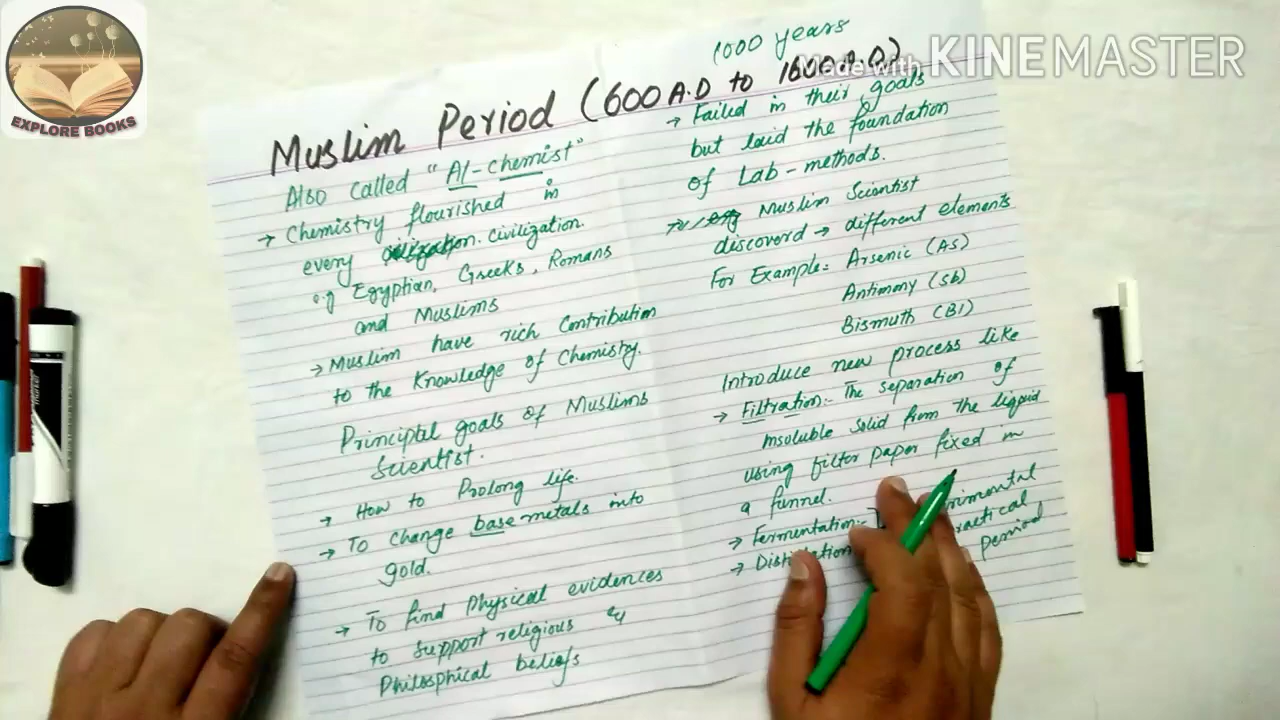 EXPLORE BOOKS
Made with KINEMASTER
1000 years
Muslim Period (600 A.D to 1600 A.D)
Also called "Al-chemist"
→ Chemistry flourished in
every civilization.
Egyptian, Greeks, Romans
and Muslims
→ Muslim have rich Contribution
to the Knowledge of Chemistry.
Principlal goals of Muslims
Scientist.
→ How to Prolong life.
→ To change base metals into
gold.
→ To find Physical evidences
to support religious
Philosphical beliefs
→ Failed in their goals
but laid the foundation
of Lab-methods.
Muslim Scientist
discoverd → different elements
For Example:- Arsenic (AS)
Antimony (Sb)
Bismuth (BI)
Introduce new process like
→ Filtration:- The separation of
insoluble solid from the liqquid
using filter paper fixed in
a funnel.
→ Fermentation:-
→
period